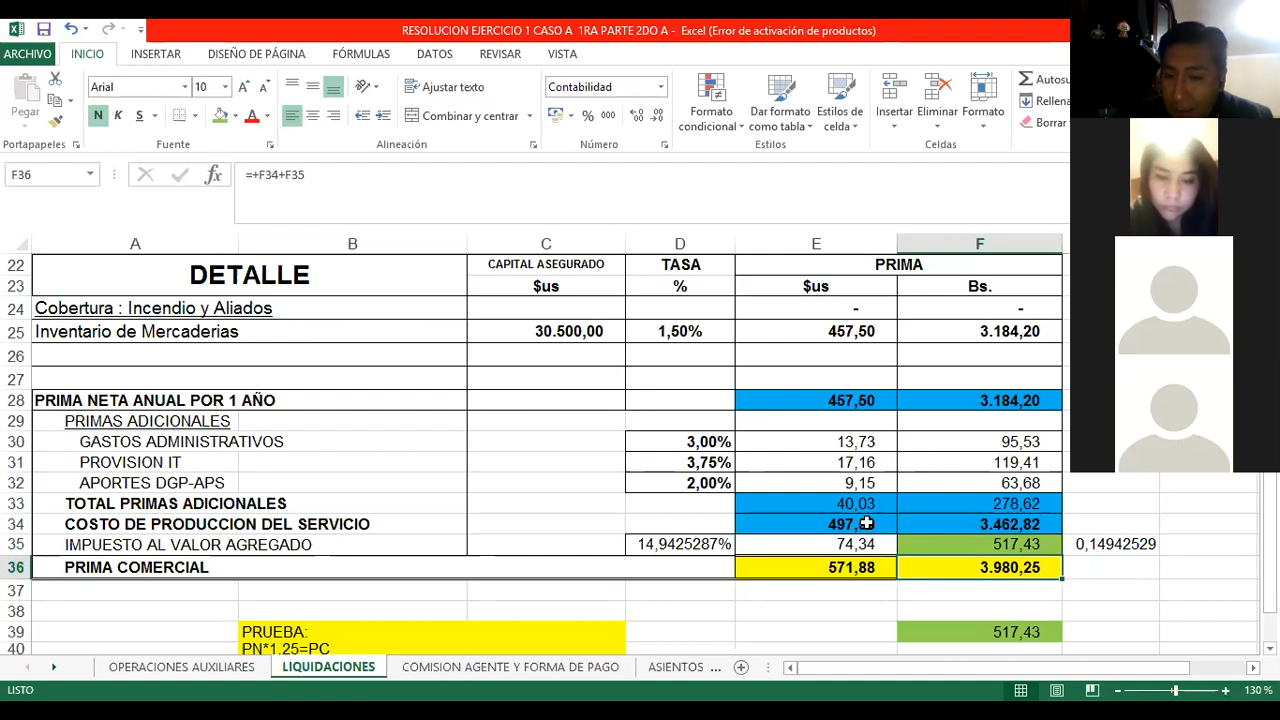 RESOLUCION EJERCICIO 1 CASO A 1RA PARTE 2DO A - Excel (Error de activación de productos)
ARCHIVO INICIO INSERTAR DISEÑO DE PÁGINA FÓRMULAS DATOS REVISAR VISTA
Pegar Arial 10 Ajustar texto Contabilidad Formato Dar formato Estilos de Insertar Eliminar Formato Autosu
N K S Combinar y centrar % 000 condicional como tabla celda Rellena
Borrar
Portapapeles Fuente Alineación Número Estilos Celdas
F36 fx =+F34+F35
A B C D E F
22 DETALLE CAPITAL ASEGURADO TASA PRIMA
23 $us % $us Bs.
24 Cobertura : Incendio y Aliados - -
25 Inventario de Mercaderias 30.500,00 1,50% 457,50 3.184,20
26
27
28 PRIMA NETA ANUAL POR 1 AÑO 457,50 3.184,20
29 PRIMAS ADICIONALES
30 GASTOS ADMINISTRATIVOS 3,00% 13,73 95,53
31 PROVISION IT 3,75% 17,16 119,41
32 APORTES DGP-APS 2,00% 9,15 63,68
33 TOTAL PRIMAS ADICIONALES 40,03 278,62
34 COSTO DE PRODUCCION DEL SERVICIO 497, 3.462,82
35 IMPUESTO AL VALOR AGREGADO 14,9425287% 74,34 517,43 0,14942529
36 PRIMA COMERCIAL 571,88 3.980,25
37
38
39 PRUEBA: 517,43
40 PN*1.25=PC
OPERACIONES AUXILIARES LIQUIDACIONES COMISION AGENTE Y FORMA DE PAGO ASIENTOS ...
LISTO 130 %